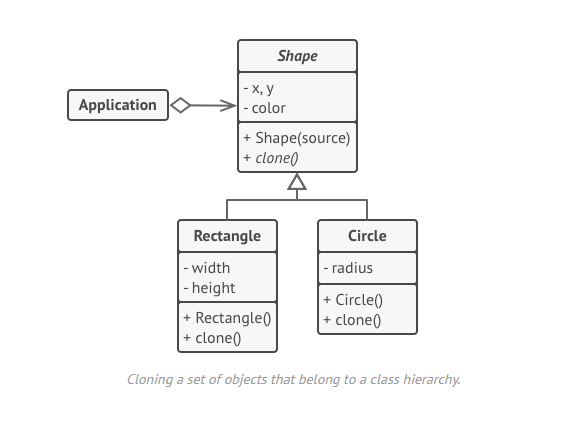 Shape
- x, y
- color
+ Shape(source)
+ clone()
Application
Rectangle
- width
- height
+ Rectangle()
+ clone()
Circle
- radius
+ Circle()
+ clone()
Cloning a set of objects that belong to a class hierarchy.